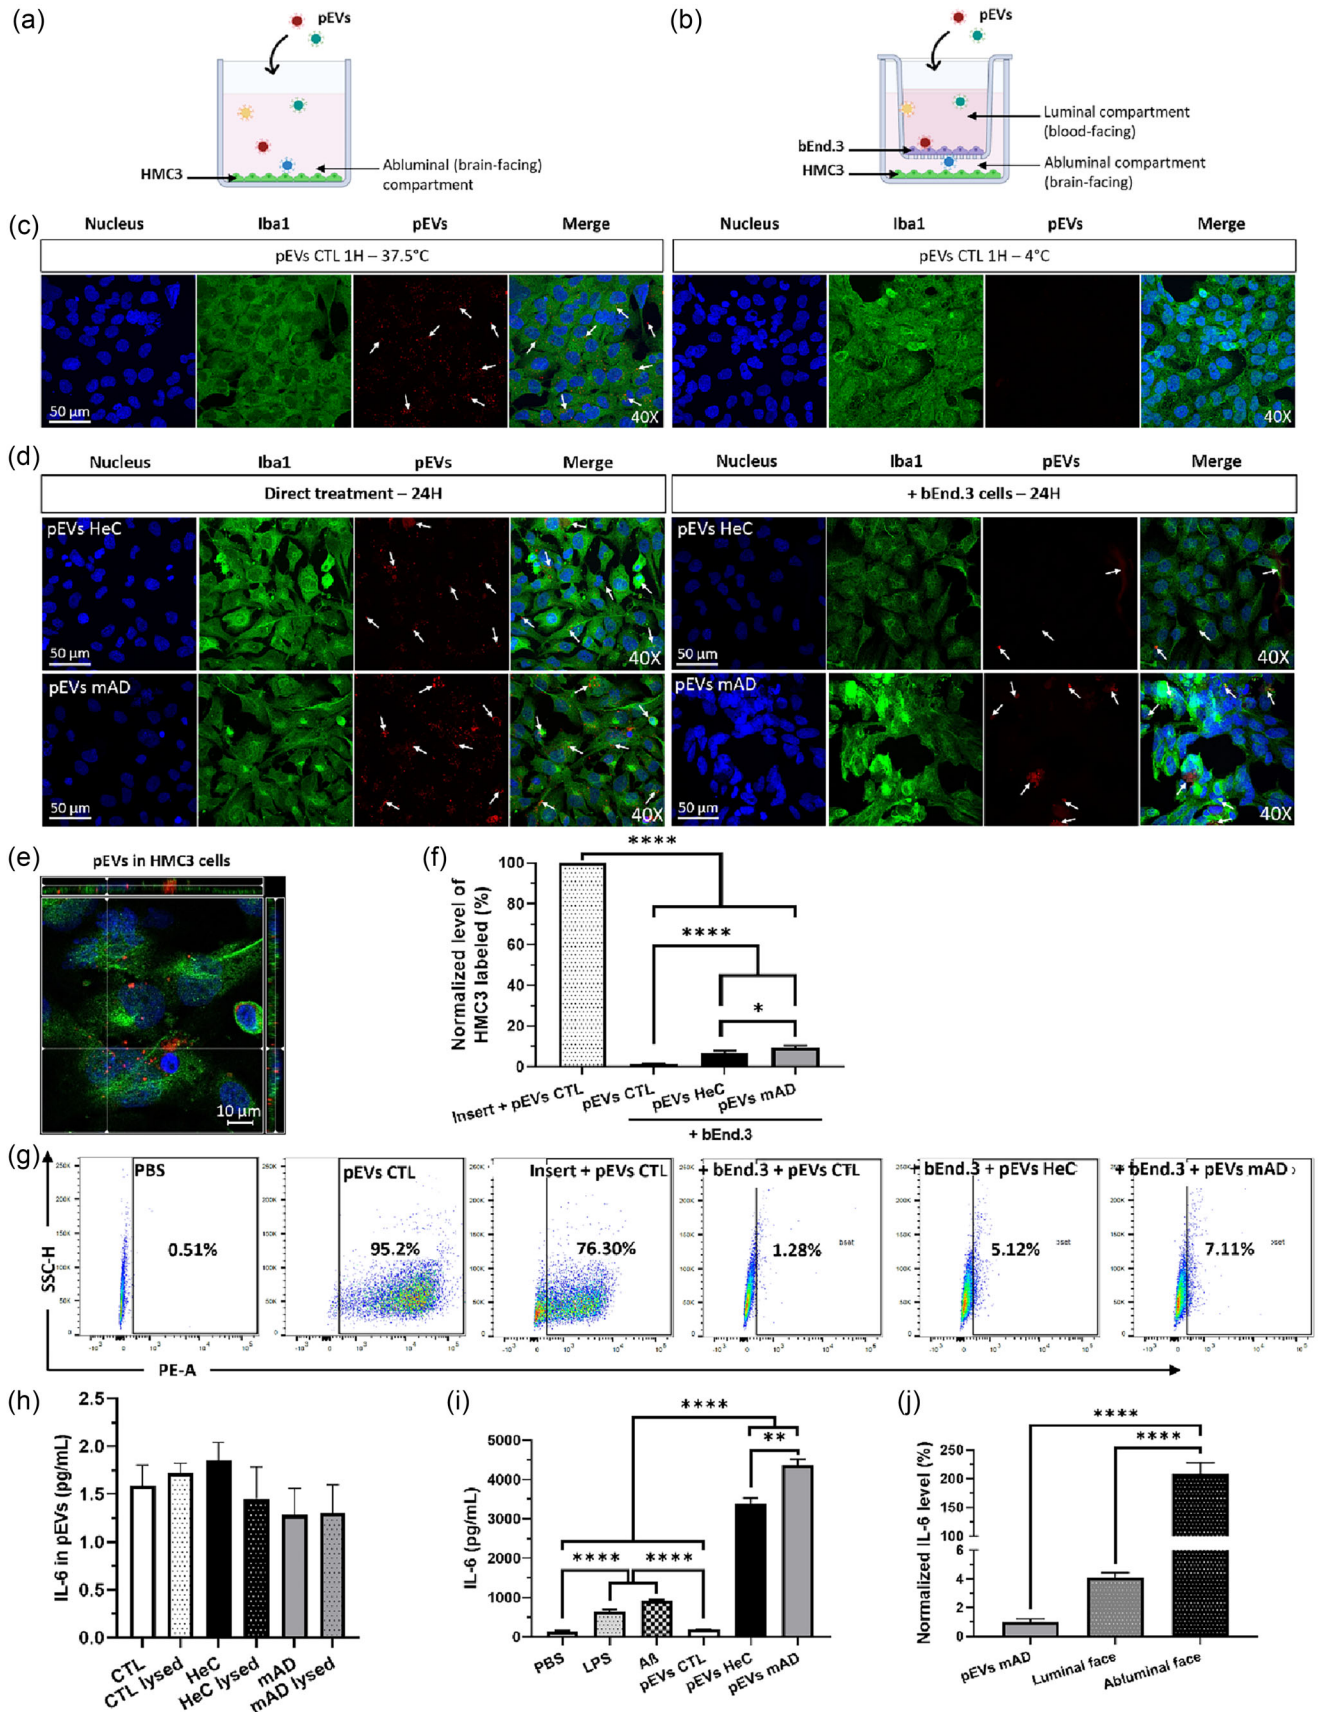 (a)
pEVs
HMC3
Abluminal (brain-facing)
compartment
(b)
pEVs
Luminal compartment
(blood-facing)
bEnd.3
Abluminal compartment
HMC3
(brain-facing)
(c)
Nucleus Iba1 pEVs Merge
pEVs CTL 1H – 37.5°C
50 µm
40X
Nucleus Iba1 pEVs Merge
pEVs CTL 1H – 4°C
40X
(d)
Nucleus Iba1 pEVs Merge
Direct treatment – 24H
pEVs HeC
50 µm
40X
pEVs mAD
50 µm
40X
Nucleus Iba1 pEVs Merge
+ bEnd.3 cells – 24H
pEVs HeC
50 µm
40X
pEVs mAD
50 µm
40X
(e)
pEVs in HMC3 cells
10 µm
(f)
Normalized level of
HMC3 labeled (%)
100
80
60
40
20
0
****
****
*
Insert + pEVs CTL
pEVs CTL
pEVs HeC
pEVs mAD
+ bEnd.3
(g)
SSC-H
PE-A
PBS
0.51%
pEVs CTL
95.2%
Insert + pEVs CTL
76.30%
+ bEnd.3 + pEVs CTL
1.28%
+ bEnd.3 + pEVs HeC
5.12%
+ bEnd.3 + pEVs mAD
7.11%
(h)
IL-6 in pEVs (pg/mL)
2.5
2.0
1.5
1.0
0.5
0.0
CTL
CTL lysed
HeC
HeC lysed
mAD
mAD lysed
(i)
IL-6 (pg/mL)
5000
4000
3000
2000
1000
0
****
**
****
****
PBS
LPS
Aß
pEVs CTL
pEVs HeC
pEVs mAD
(j)
Normalized IL-6 level (%)
250
200
150
100
6
4
2
0
****
****
pEVs mAD
Luminal face
Abluminal face